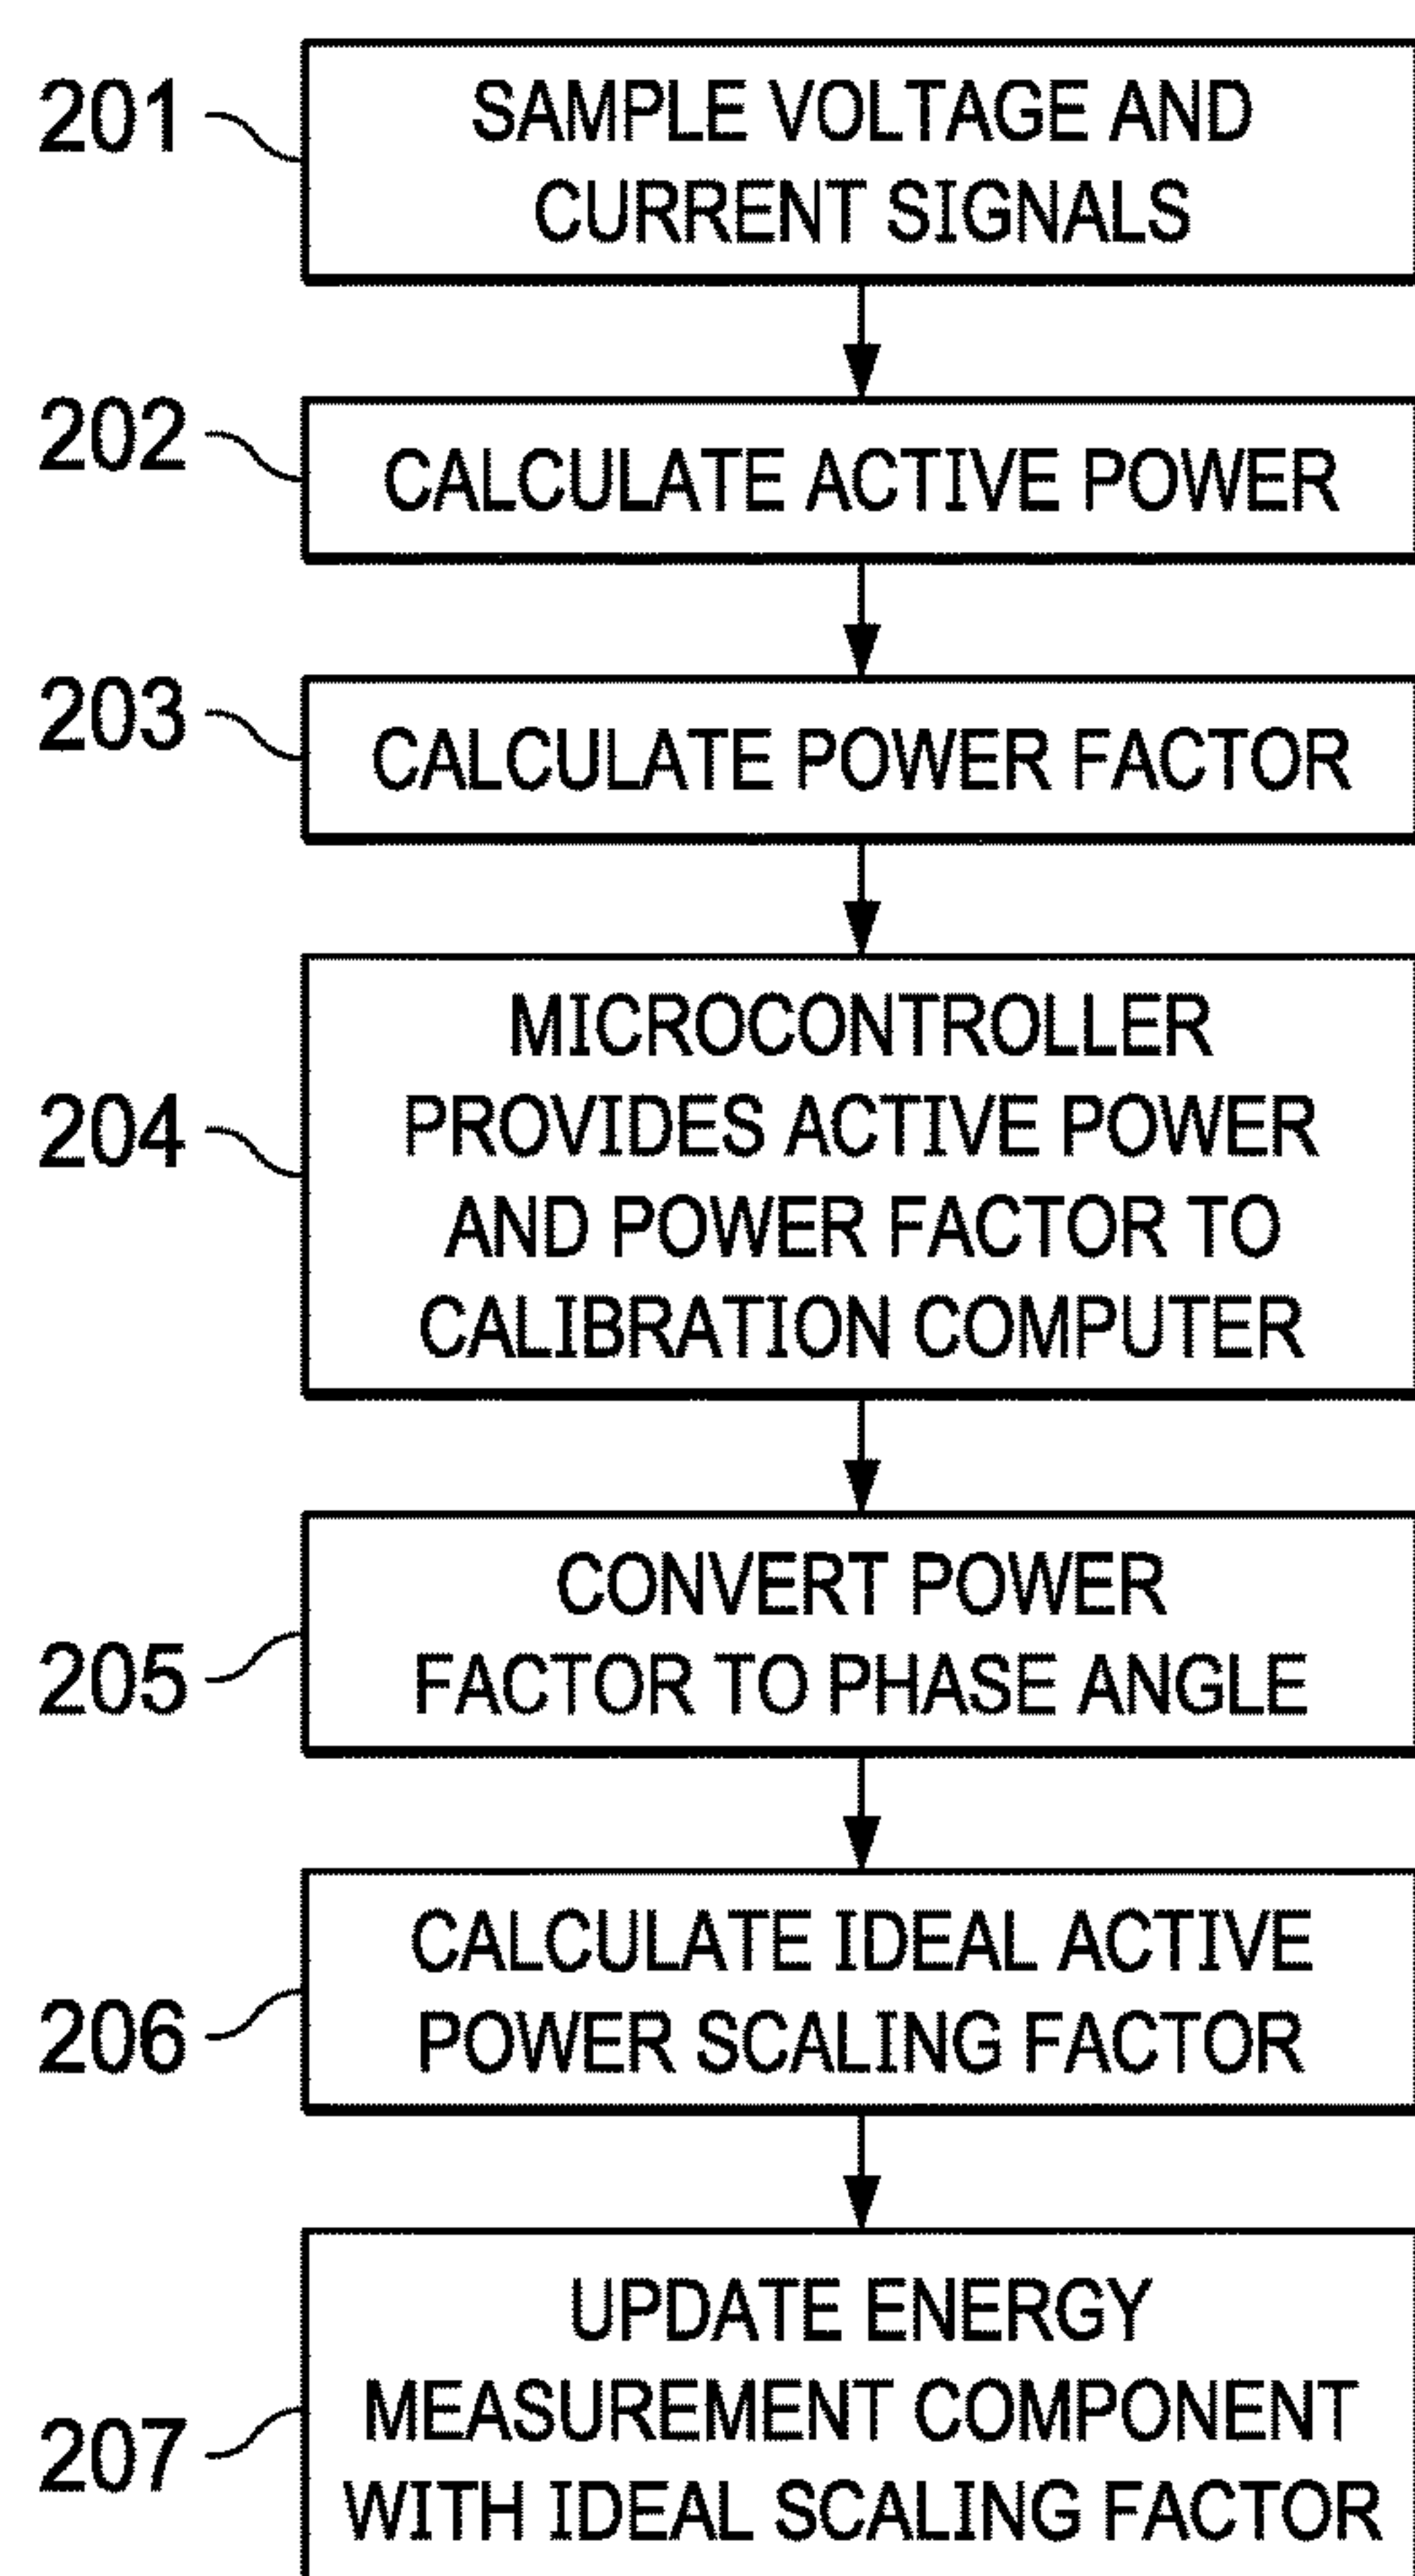 201
SAMPLE VOLTAGE AND
CURRENT SIGNALS
202
CALCULATE ACTIVE POWER
203
CALCULATE POWER FACTOR
204
MICROCONTROLLER
PROVIDES ACTIVE POWER
AND POWER FACTOR TO
CALIBRATION COMPUTER
205
CONVERT POWER
FACTOR TO PHASE ANGLE
206
CALCULATE IDEAL ACTIVE
POWER SCALING FACTOR
207
UPDATE ENERGY
MEASUREMENT COMPONENT
WITH IDEAL SCALING FACTOR